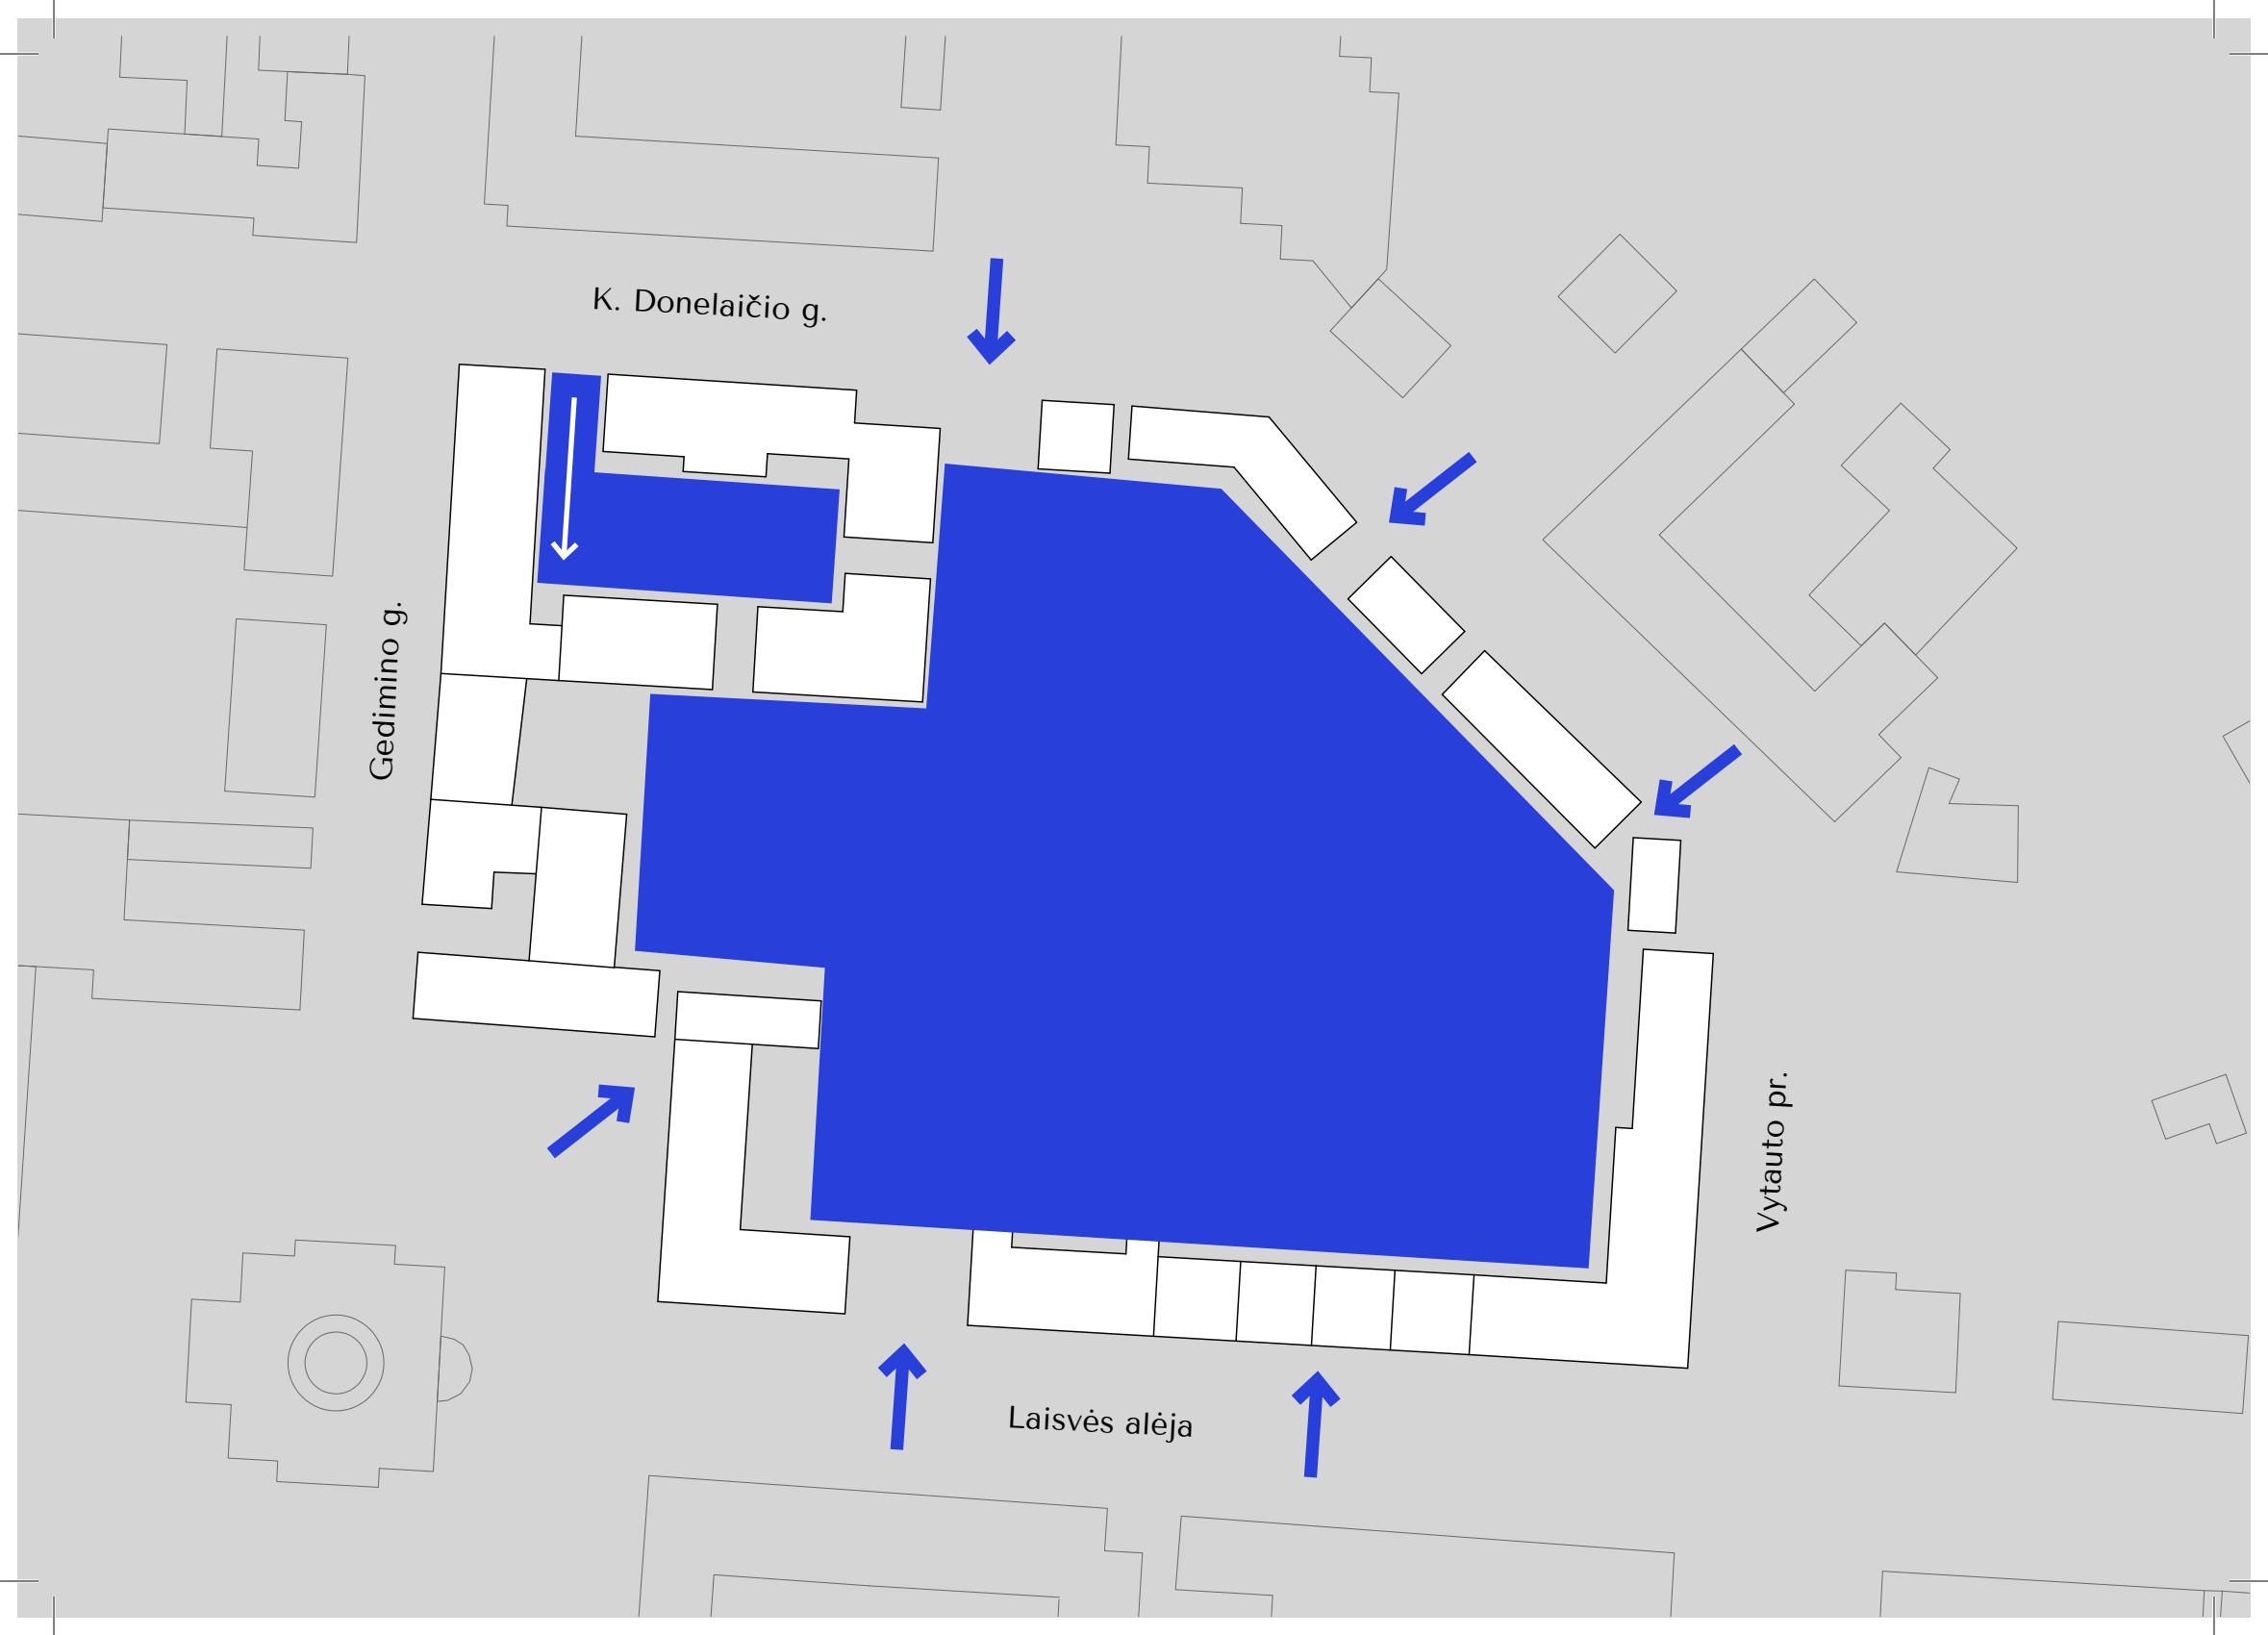 K. Donelaičio g.
Gedimino g.
Vytauto pr.
Laisvės alėja